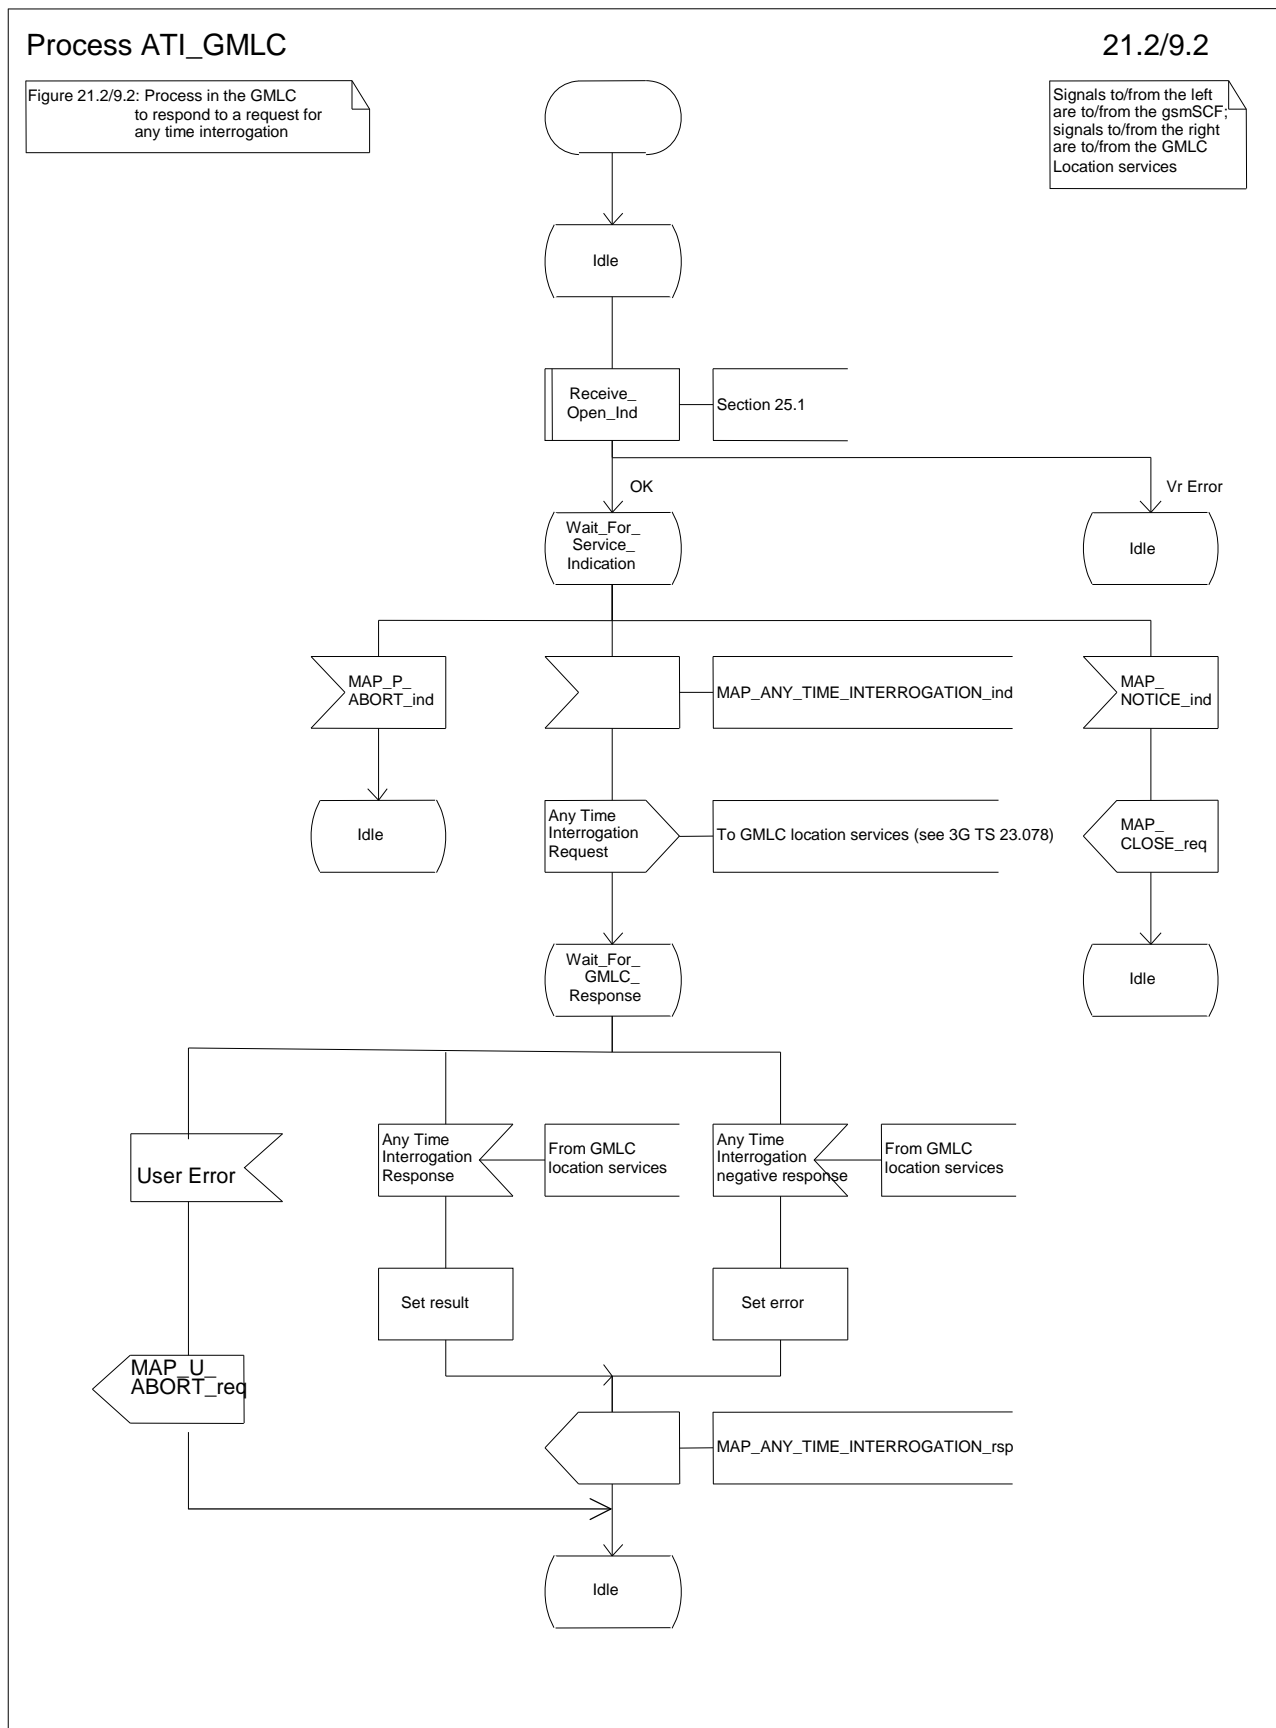 Process ATI_GMLC
21.2/9.2
Figure 21.2/9.2: Process in the GMLC
to respond to a request for
any time interrogation
Signals to/from the left
are to/from the gsmSCF;
signals to/from the right
are to/from the GMLC
Location services
Idle
Receive_
Open_Ind
Section 25.1
OK
Vr Error
Wait_For_
Service_
Indication
Idle
MAP_P_
ABORT_ind
MAP_ANY_TIME_INTERROGATION_ind
MAP_
NOTICE_ind
Idle
Any Time
Interrogation
Request
To GMLC location services (see 3G TS 23.078)
MAP_
CLOSE_req
Wait_For_
GMLC_
Response
Idle
User Error
Any Time
Interrogation
Response
From GMLC
location services
Any Time
Interrogation
negative response
From GMLC
location services
Set result
Set error
MAP_U_
ABORT_req
MAP_ANY_TIME_INTERROGATION_rsp
Idle